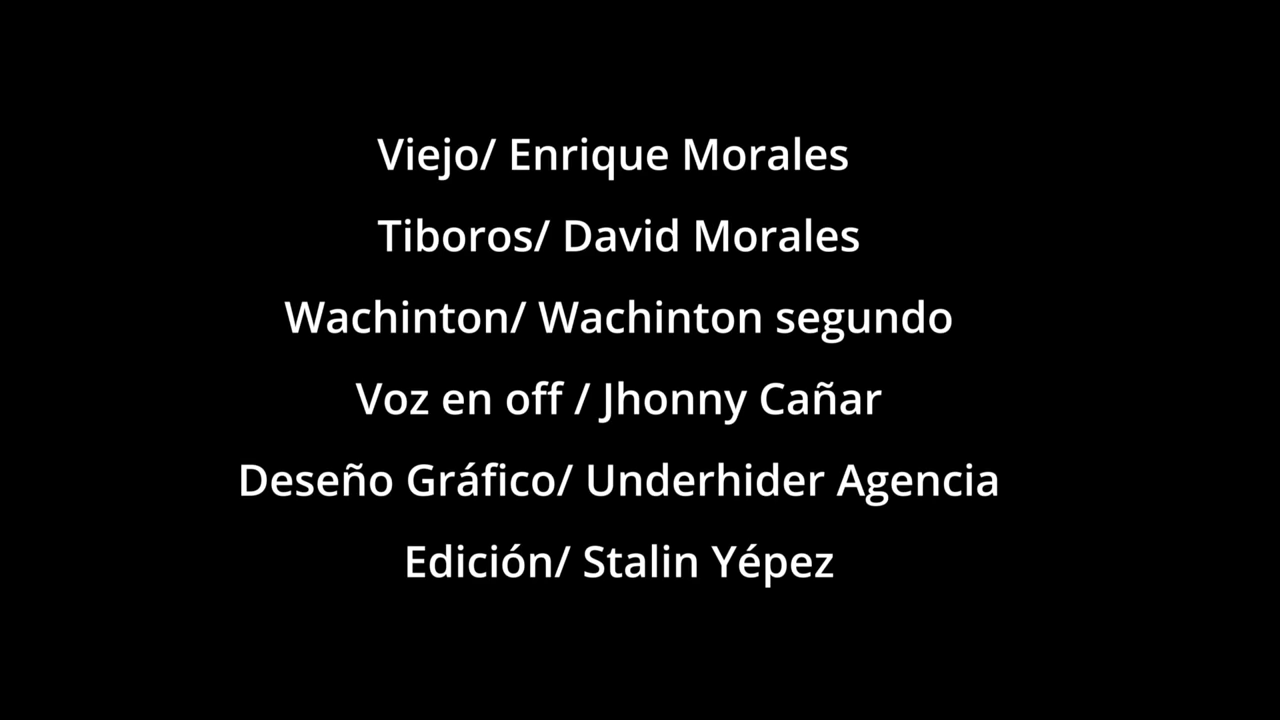 Viejo/ Enrique Morales
Tiboros/ David Morales
Wachinton/ Wachinton segundo
Voz en off / Jhonny Cañar
Deseño Gráfico/ Underhider Agencia
Edición/ Stalin Yépez